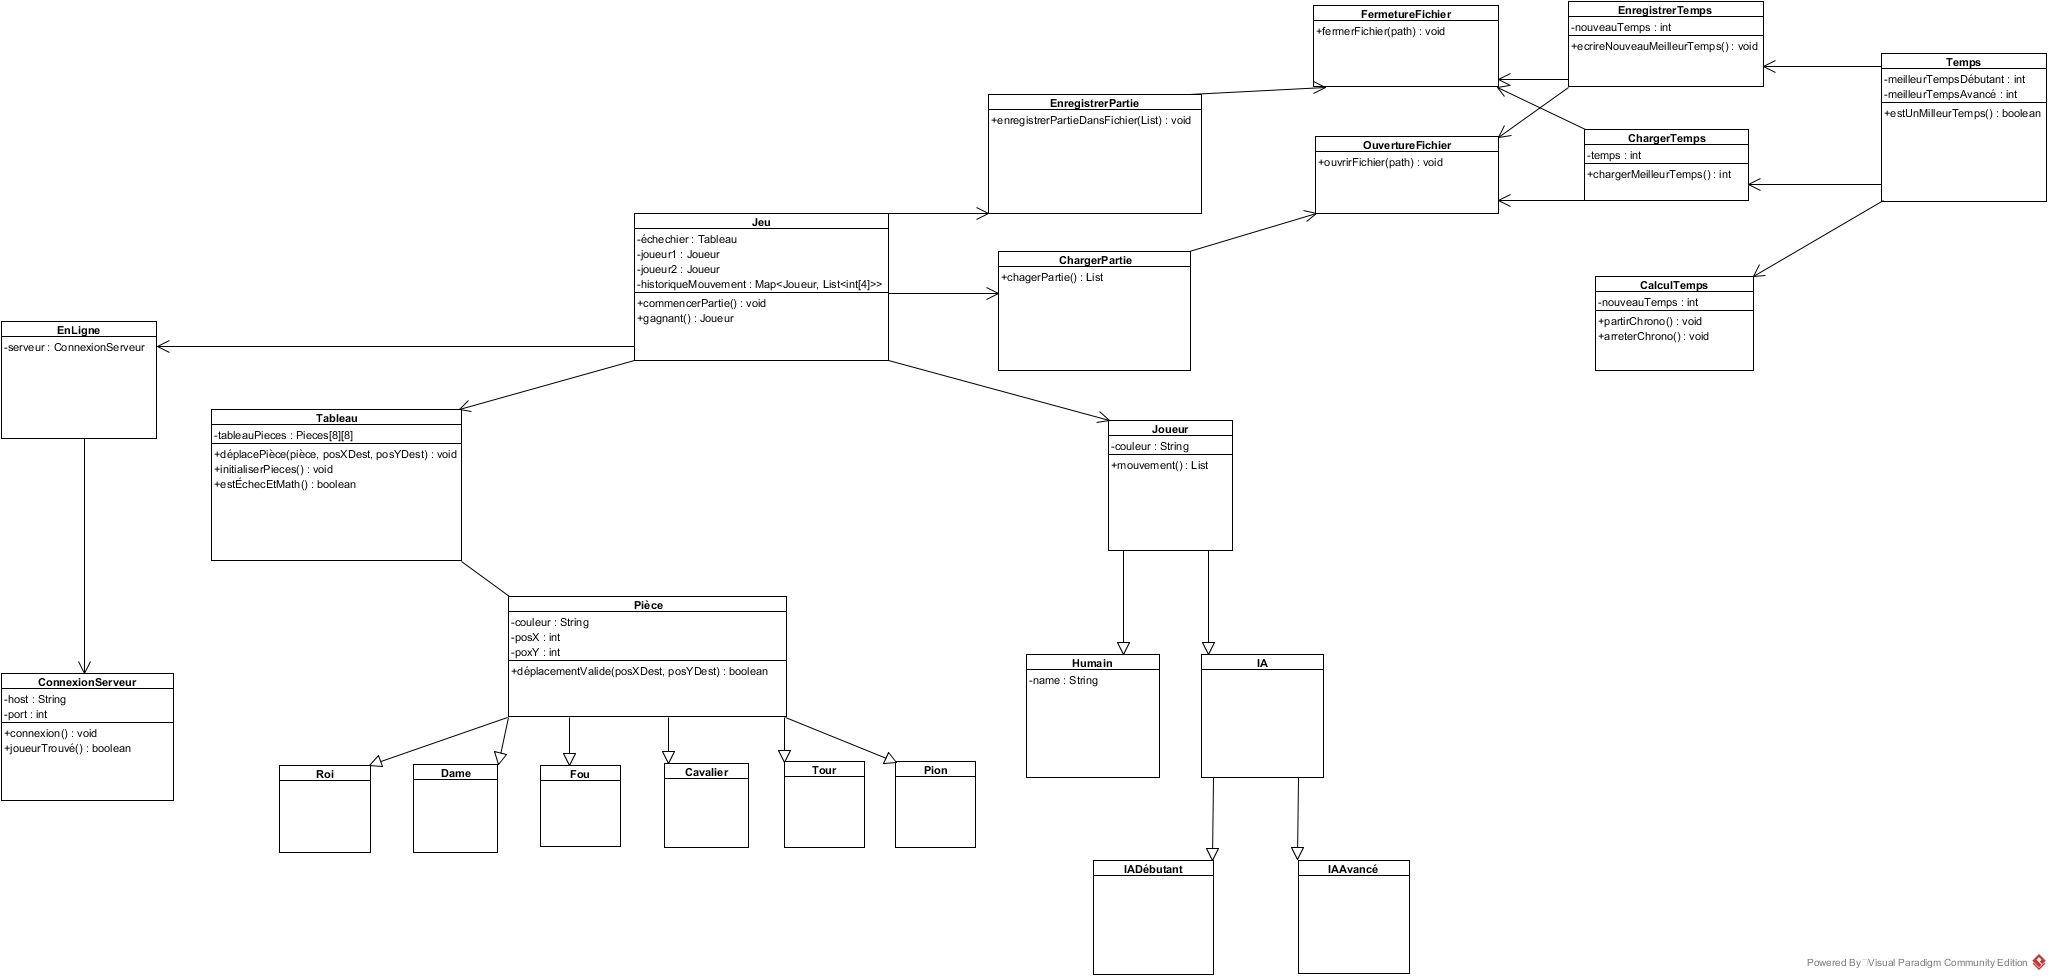 FermetureFichier
+fermerFichier(path) : void
EnregistrerTemps
-nouveauTemps : int
+ecrireNouveauMeilleurTemps() : void
Temps
-meilleurTempsDébutant : int
-meilleurTempsAvancé : int
+estUnMilleurTemps() : boolean
EnregistrerPartie
+enregistrerPartieDansFichier(List) : void
OuvertureFichier
+ouvrirFichier(path) : void
ChargerTemps
-temps : int
+chargerMeilleurTemps() : int
Jeu
-échechier : Tableau
-joueur1 : Joueur
-joueur2 : Joueur
-historiqueMouvement : Map<Joueur, List<int[4]>>
+commencerPartie() : void
+gagnant() : Joueur
ChargerPartie
+chagerPartie() : List
CalculTemps
-nouveauTemps : int
+partirChrono() : void
+arreterChrono() : void
EnLigne
-serveur : ConnexionServeur
Tableau
-tableauPieces : Pieces[8][8]
+déplacePièce(pièce, posXDest, posYDest) : void
+initialiserPieces() : void
+estÉchecEtMath() : boolean
Joueur
-couleur : String
+mouvement() : List
Pièce
-couleur : String
-posX : int
-poxY : int
+déplacementValide(posXDest, posYDest) : boolean
Humain
-name : String
IA
ConnexionServeur
-host : String
-port : int
+connexion() : void
+joueurTrouvé() : boolean
Roi
Dame
Fou
Cavalier
Tour
Pion
IADébutant
IAAvancé
Powered By Visual Paradigm Community Edition